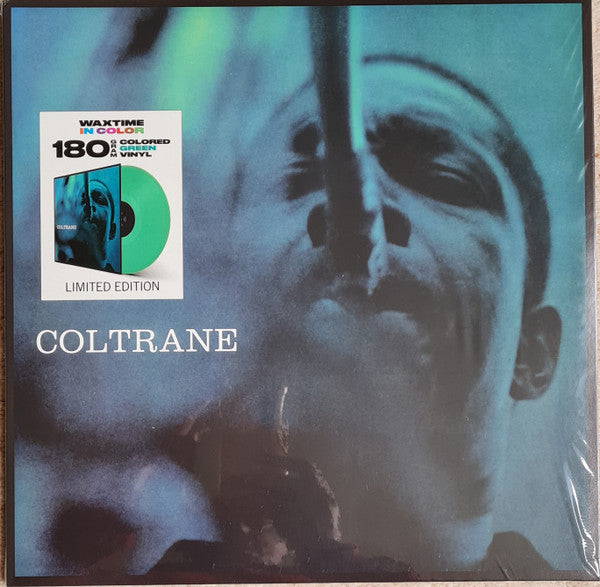 WAXTIME
IN COLOR
180 GRAM COLORED
GREEN
VINYL
COLTRANE
LIMITED EDITION
COLTRANE